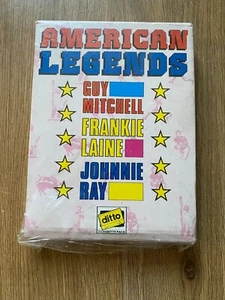 AMERICAN
LEGENDS
GUY
MITCHELL
FRANKIE
LAINE
JOHNNIE
RAY
ditto